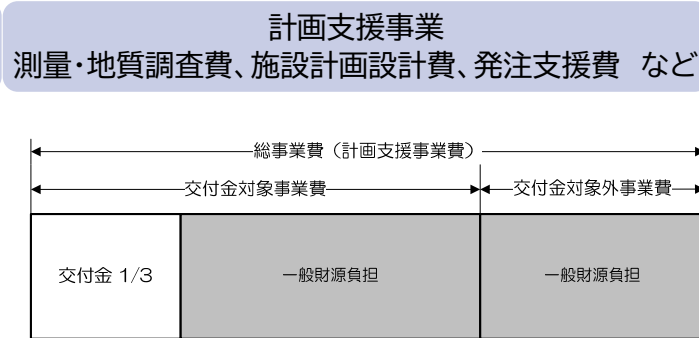 計画支援事業
測量・地質調査費、施設計画設計費、発注支援費 など
総事業費（計画支援事業費）
交付金対象事業費
交付金対象外事業費
交付金 1/3
一般財源負担
一般財源負担